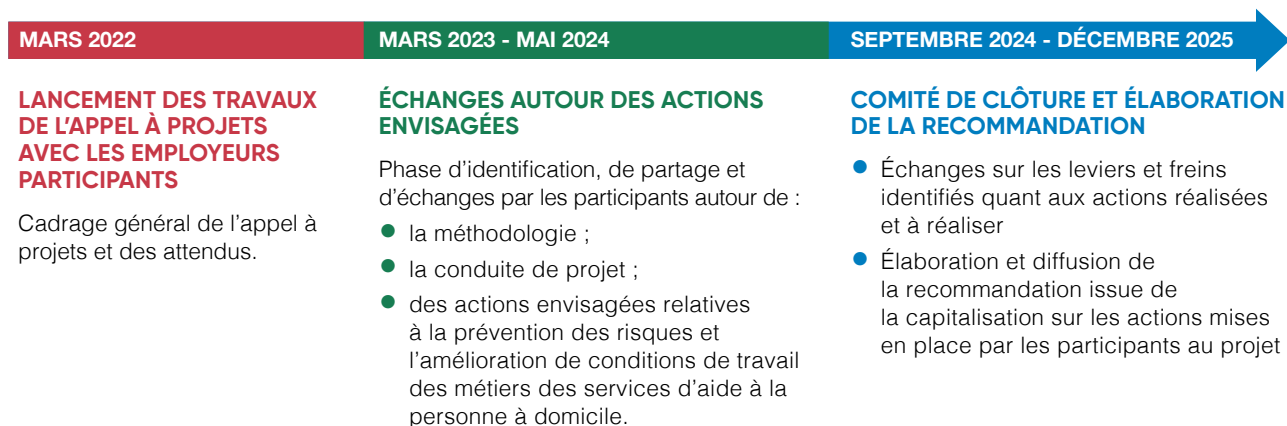 MARS 2022
LANCEMENT DES TRAVAUX
DE L'APPEL À PROJETS
AVEC LES EMPLOYEURS
PARTICIPANTS
Cadrage général de l'appel à
projets et des attendus.
MARS 2023 - MAI 2024
ÉCHANGES AUTOUR DES ACTIONS
ENVISAGÉES
Phase d'identification, de partage et
d'échanges par les participants autour de :
● la méthodologie ;
● la conduite de projet ;
● des actions envisagées relatives
à la prévention des risques et
l'amélioration de conditions de travail
des métiers des services d'aide à la
personne à domicile.
SEPTEMBRE 2024 - DÉCEMBRE 2025
COMITÉ DE CLÔTURE ET ÉLABORATION
DE LA RECOMMANDATION
● Échanges sur les leviers et freins
identifiés quant aux actions réalisées
et à réaliser
● Élaboration et diffusion de
la recommandation issue de
la capitalisation sur les actions mises
en place par les participants au projet